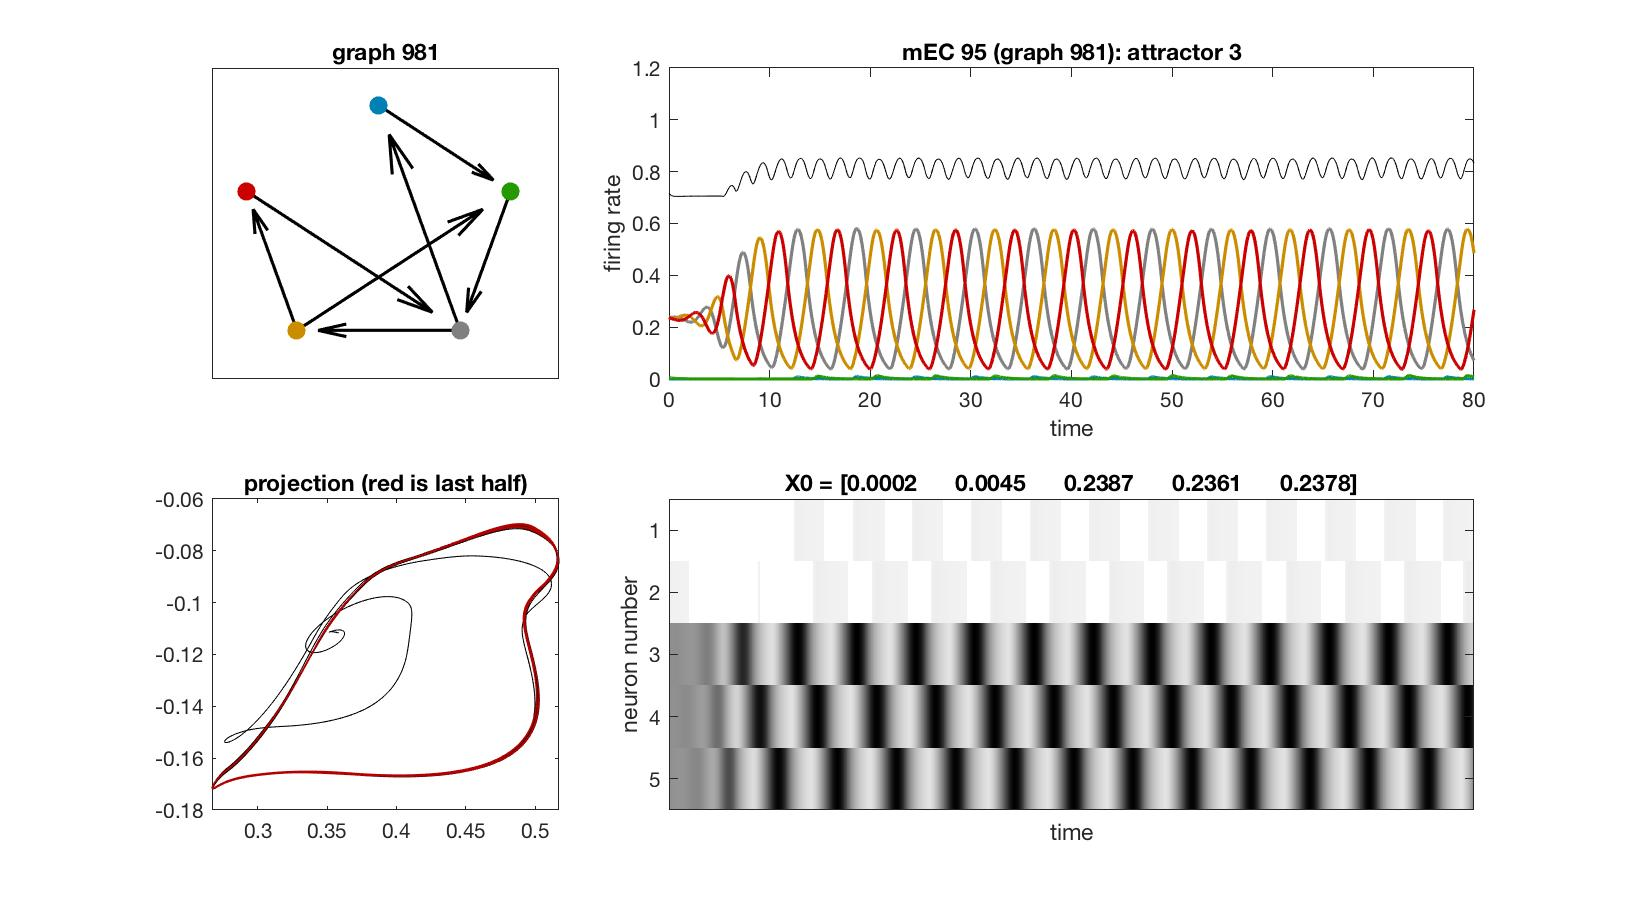 graph 981
mEC 95 (graph 981): attractor 3
1.2
1
0.8
0.6
0.4
0.2
0
firing rate
0 10 20 30 40 50 60 70 80
time
projection (red is last half)
-0.06
-0.08
-0.1
-0.12
-0.14
-0.16
-0.18
0.3 0.35 0.4 0.45 0.5
X0 = [0.0002 0.0045 0.2387 0.2361 0.2378]
1
2
3
4
5
neuron number
time